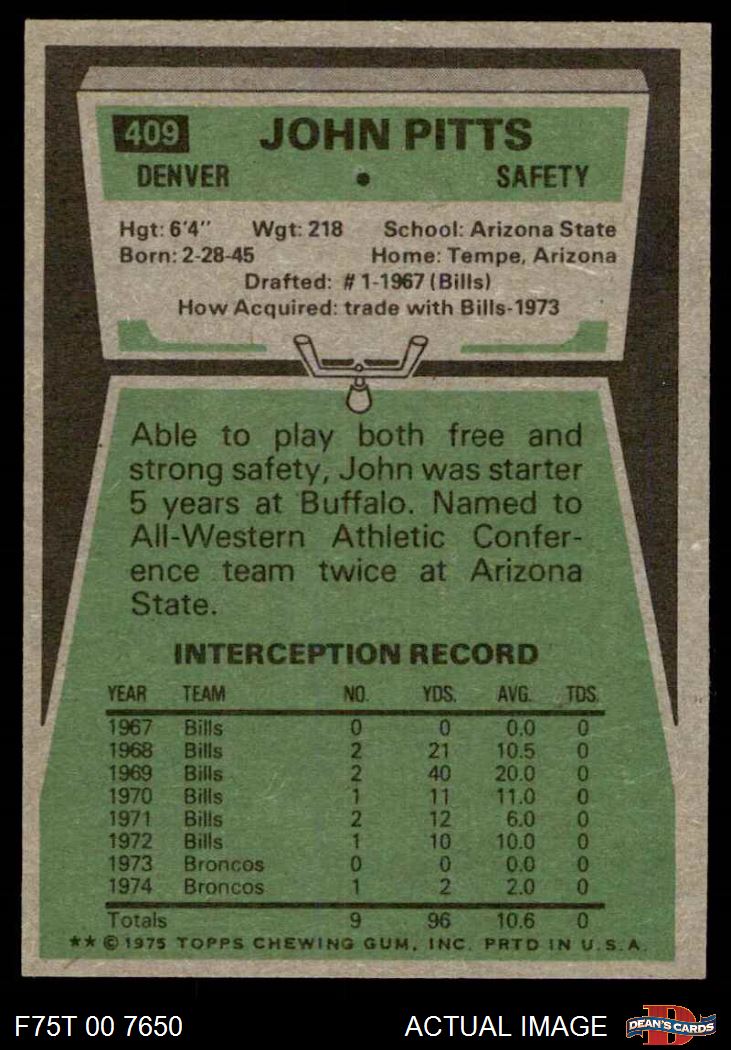 409 JOHN PITTS
DENVER • SAFETY
Hgt: 6'4" Wgt: 218 School: Arizona State
Born: 2-28-45 Home: Tempe, Arizona
Drafted: #1-1967 (Bills)
How Acquired: trade with Bills-1973
Able to play both free and
strong safety, John was starter
5 years at Buffalo. Named to
All-Western Athletic Confer-
ence team twice at Arizona
State.
INTERCEPTION RECORD
YEAR TEAM NO. YDS. AVG. TDS.
1967 Bills 0 0 0.0 0
1968 Bills 2 21 10.5 0
1969 Bills 2 40 20.0 0
1970 Bills 1 11 11.0 0
1971 Bills 2 12 6.0 0
1972 Bills 1 10 10.0 0
1973 Broncos 0 0 0.0 0
1974 Broncos 1 2 2.0 0
Totals 9 96 10.6 0
★★ © 1975 TOPPS CHEWING GUM, INC. PRTD IN U.S.A.
F75T 00 7650 ACTUAL IMAGE D DEAN'S CARDS